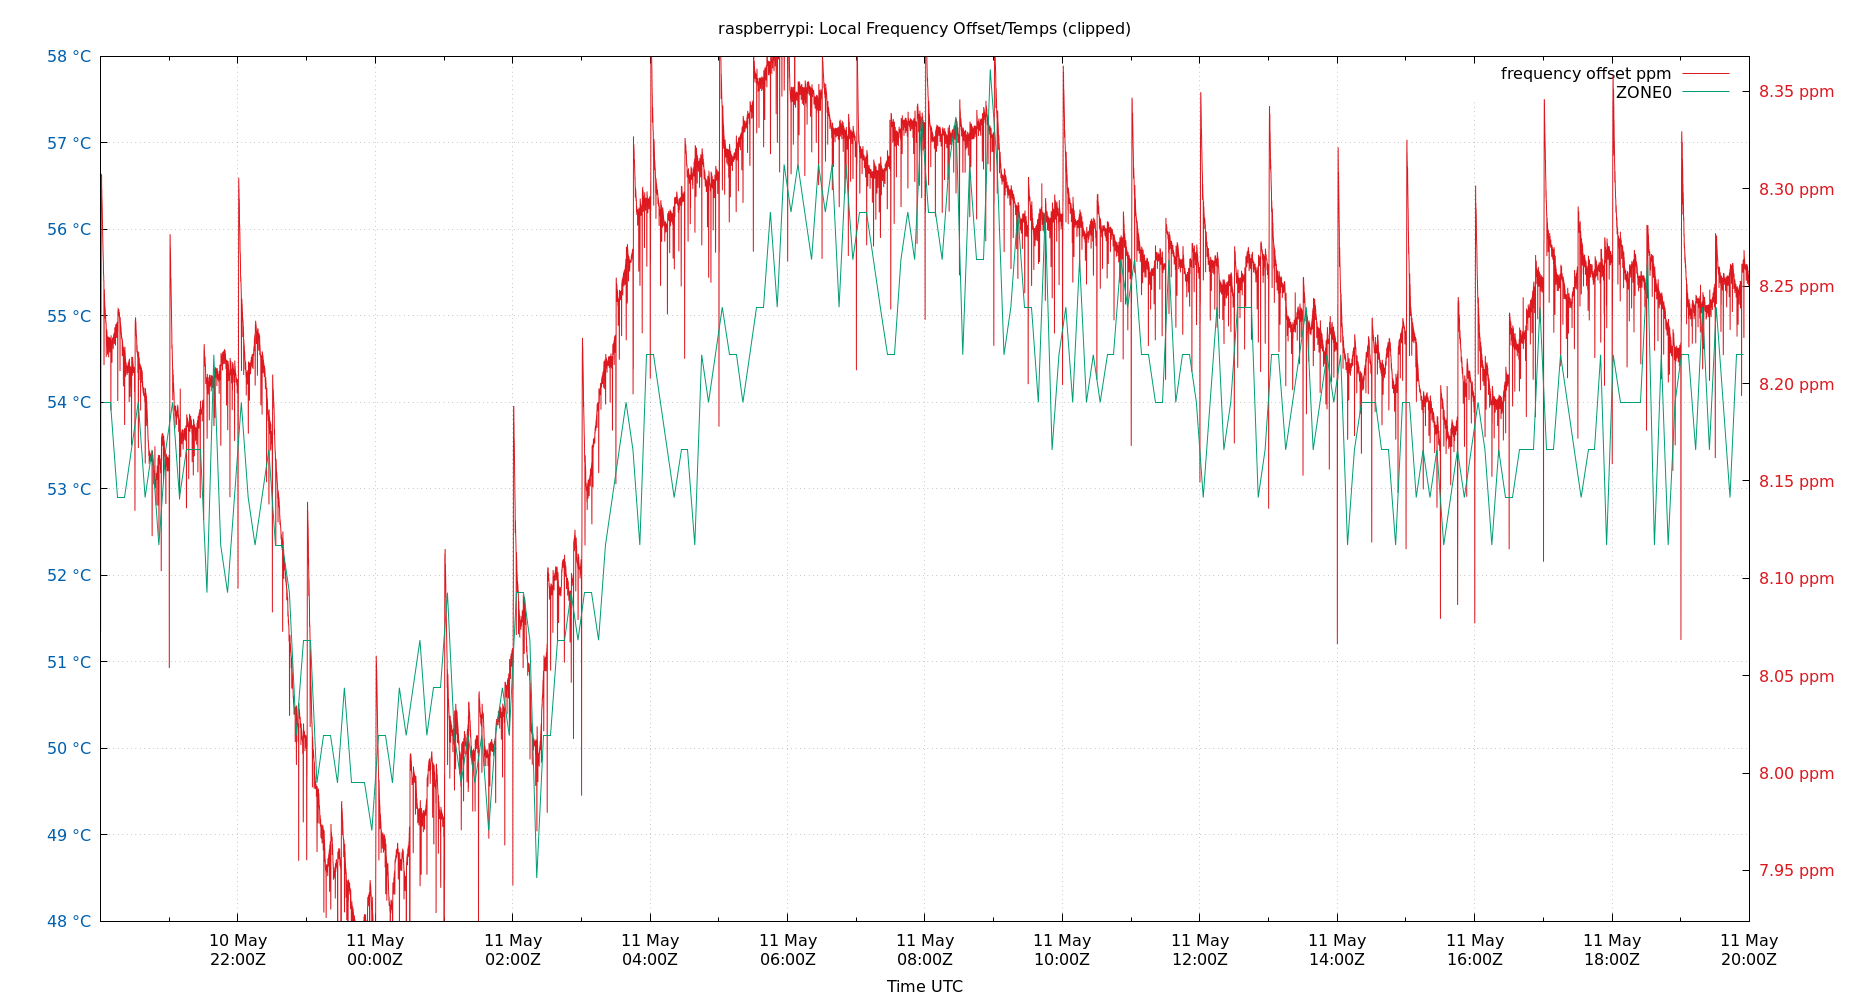 raspberrypi: Local Frequency Offset/Temps (clipped)
58 °C
57 °C
56 °C
55 °C
54 °C
53 °C
52 °C
51 °C
50 °C
49 °C
48 °C
frequency offset ppm
ZONE0
8.35 ppm
8.30 ppm
8.25 ppm
8.20 ppm
8.15 ppm
8.10 ppm
8.05 ppm
8.00 ppm
7.95 ppm
10 May
22:00Z
11 May
00:00Z
11 May
02:00Z
11 May
04:00Z
11 May
06:00Z
11 May
08:00Z
11 May
10:00Z
11 May
12:00Z
11 May
14:00Z
11 May
16:00Z
11 May
18:00Z
11 May
20:00Z
Time UTC